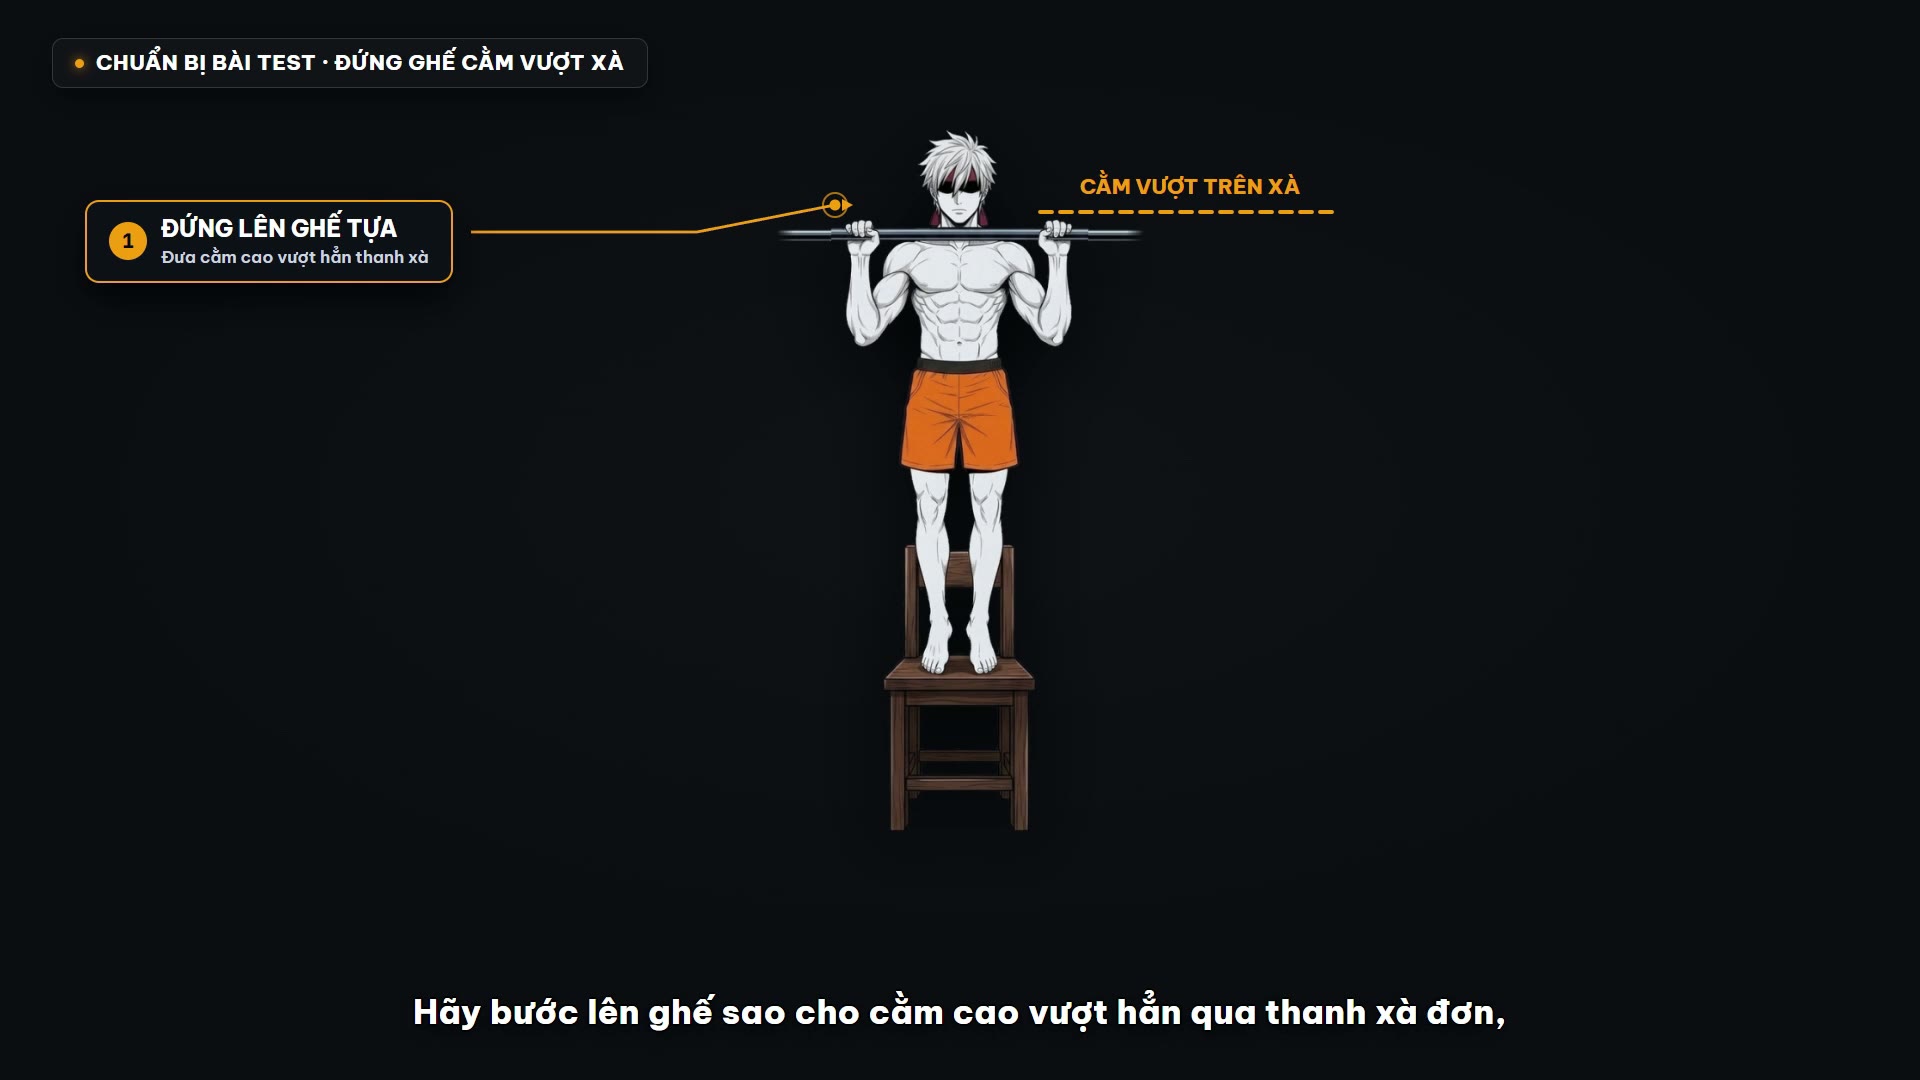 CHUẨN BỊ BÀI TEST · ĐỨNG GHẾ CẰM VƯỢT XÀ
CẰM VƯỢT TRÊN XÀ
1
ĐỨNG LÊN GHẾ TỰA
Đưa cằm cao vượt hẳn thanh xà
Hãy bước lên ghế sao cho cằm cao vượt hẳn qua thanh xà đơn,